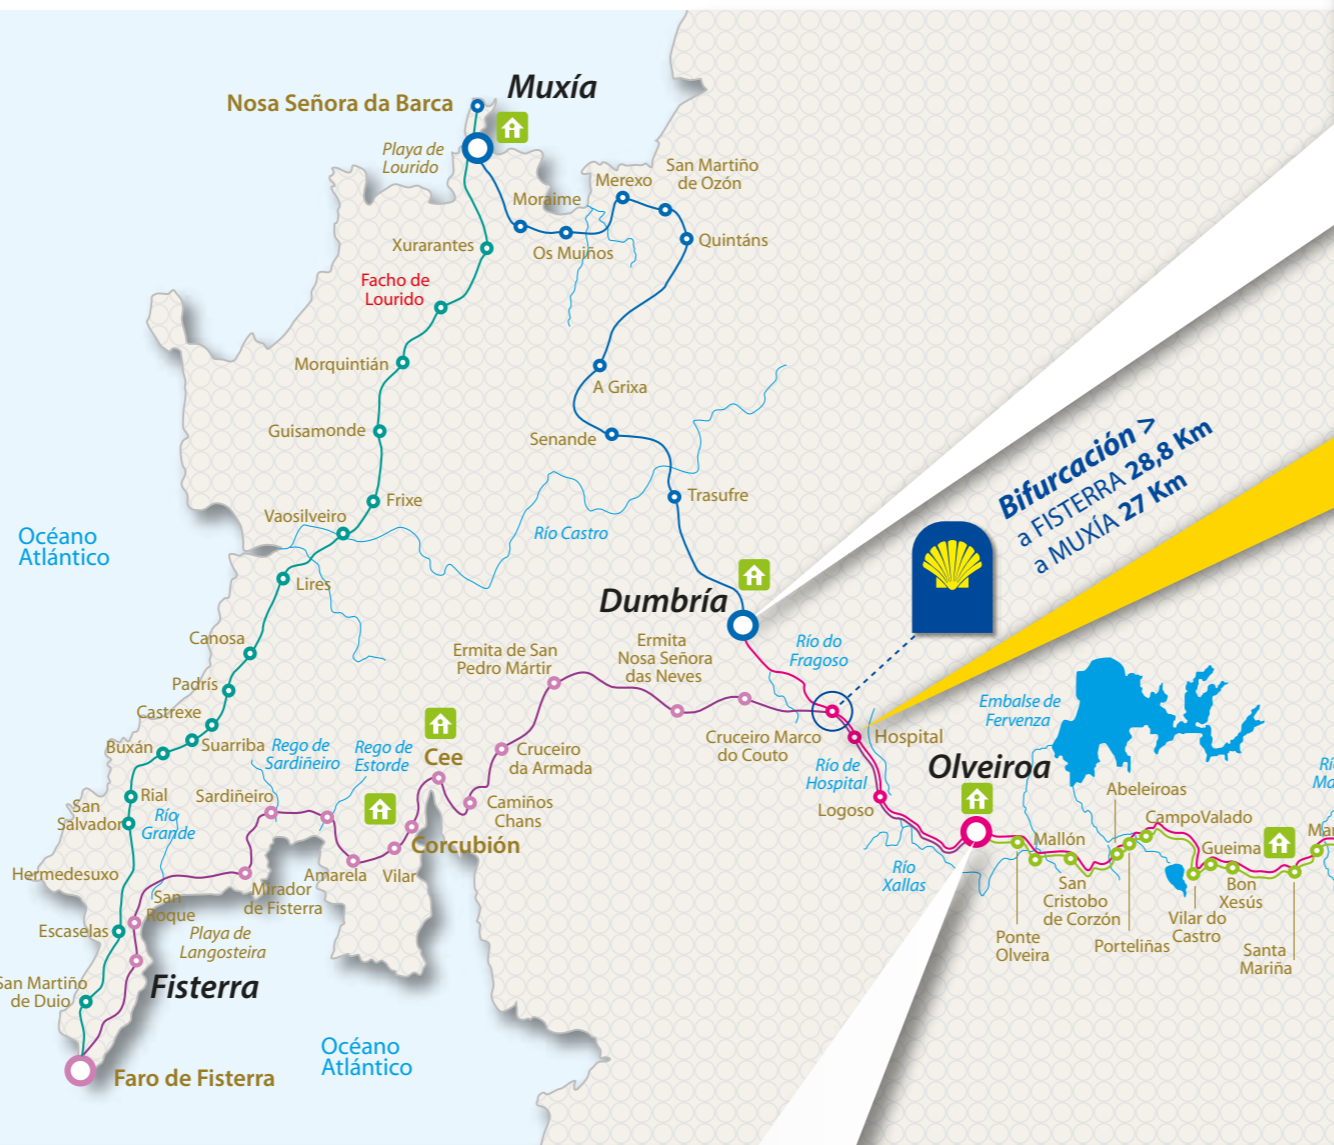 Muxía
Nosa Señora da Barca
Playa de
Lourido
San Martiño
de Ozón
Merexo
Moraime
Os Muiños
Quintáns
Xurarantes
Facho de
Lourido
Morquintián
A Grixa
Guisamonde
Senande
Bifurcación >
a FISTERRA 28,8 Km
a MUXÍA 27 Km
Frixe
Trasufre
Vaosilveiro
Río Castro
Océano
Atlántico
Lires
Dumbría
Canosa
Ermita de San
Pedro Mártir
Ermita
Nosa Señora
das Neves
Río do
Fragoso
Padrís
Castrexe
Embalse de
Fervenza
Buxán
Suarriba
Rego de
Sardiñeiro
Rego de
Estorde
Cee
Cruceiro
da Armada
Cruceiro Marco
do Couto
Hospital
Río de
Hospital
Olveiroa
Rial
San
Salvador
Río
Grande
Sardiñeiro
Camiños
Chans
Logoso
Abeleiroas
CampoValado
Corcubión
Mallón
Gueima
Hermedesuxo
San
Roque
Mirador
de Fisterra
Amarela
Vilar
Río
Xallas
San
Cristobo
de Corzón
Bon
Xesús
Escaselas
Playa de
Langosteira
Ponte
Olveira
Porteliñas
Vilar do
Castro
Santa
Mariña
San Martiño
de Duio
Fisterra
Océano
Atlántico
Faro de Fisterra